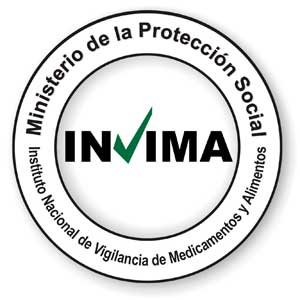 Ministerio de la Protección Social
INVIMA
Instituto Nacional de Vigilancia de Medicamentos y Alimentos